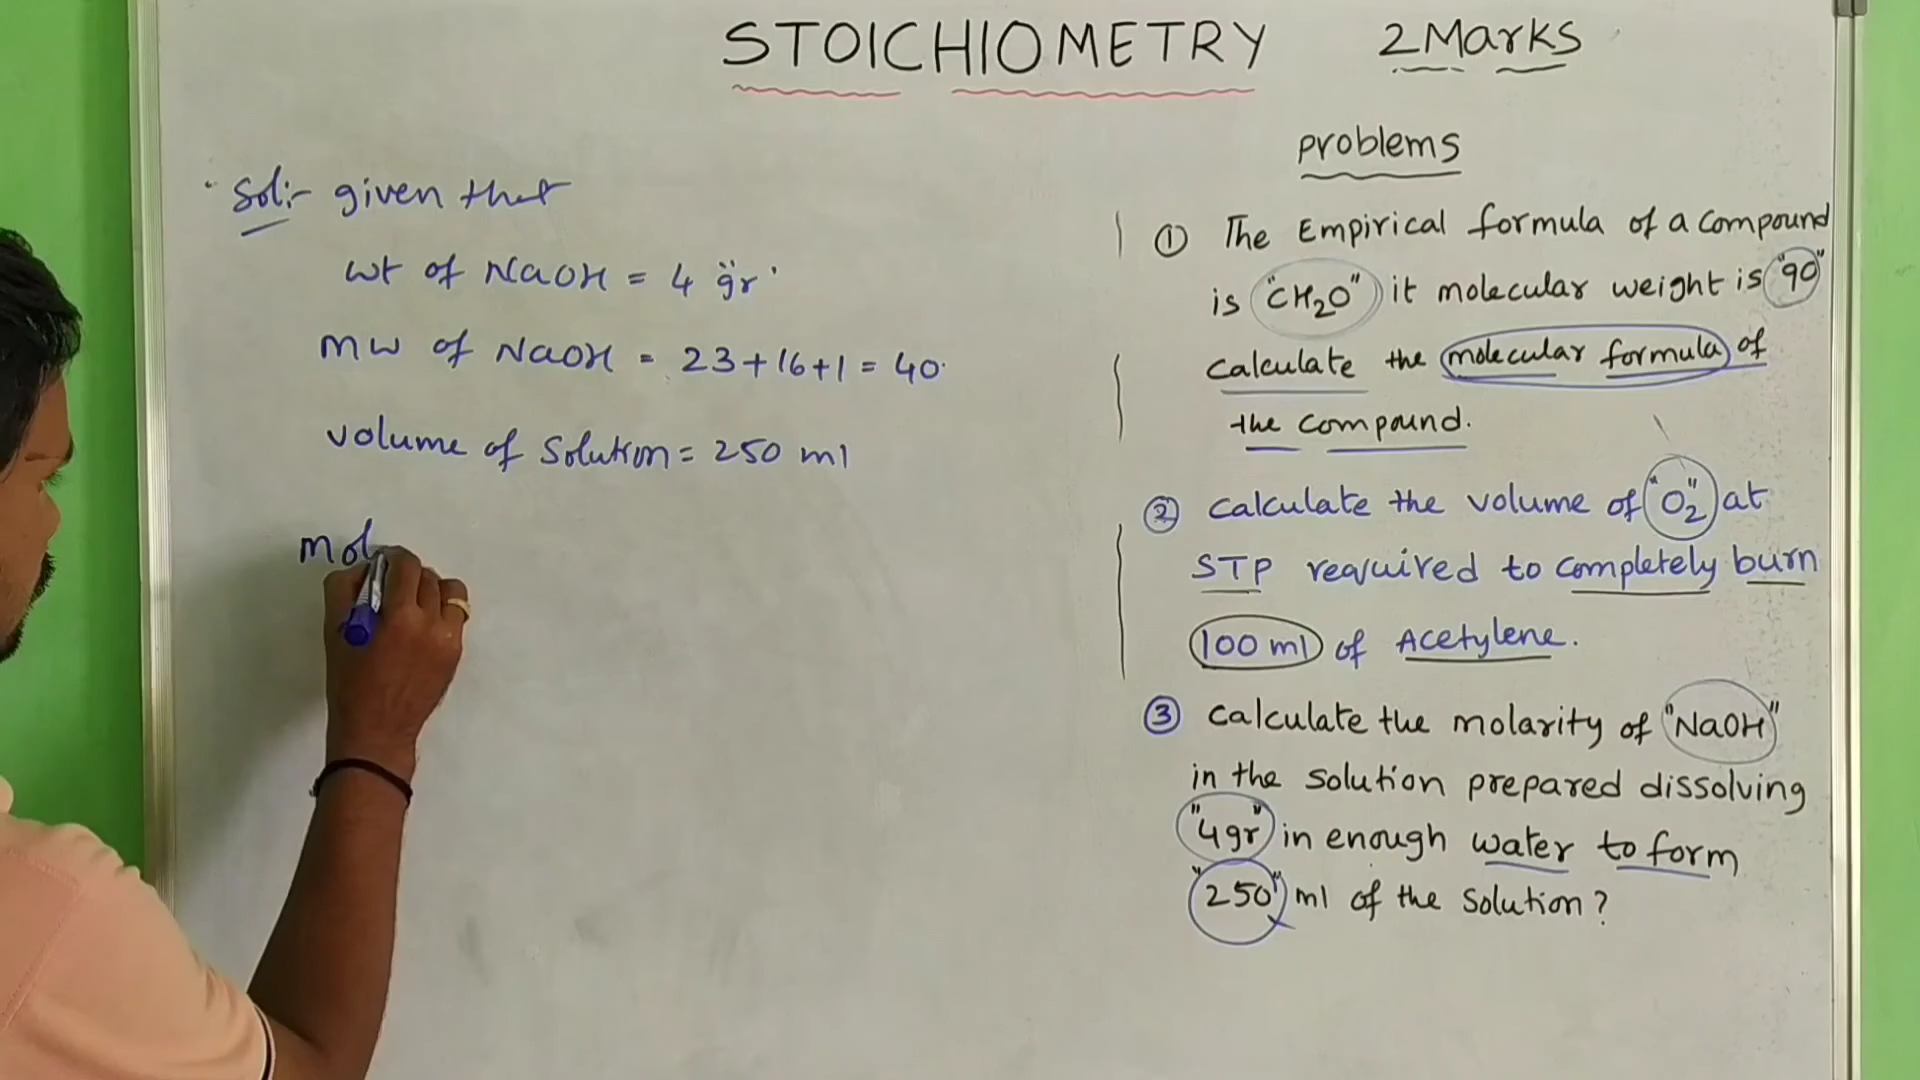 STOICHIOMETRY 2 Marks
Sol:- given that
wt of NaOH = 4 gr.
MW of NaOH = 23+16+1 = 40.
volume of Solution = 250 ml
mol
problems
① The Empirical formula of a compound
is "CH₂O" it molecular weight is "90"
calculate the molecular formula of
the compound.
② calculate the volume of "O₂" at
STP reqruired to completely burn
100 ml of Acetylene.
③ calculate the molarity of "NaOH"
in the solution prepared dissolving
"4gr" in enough water to form
"250" ml of the solution?